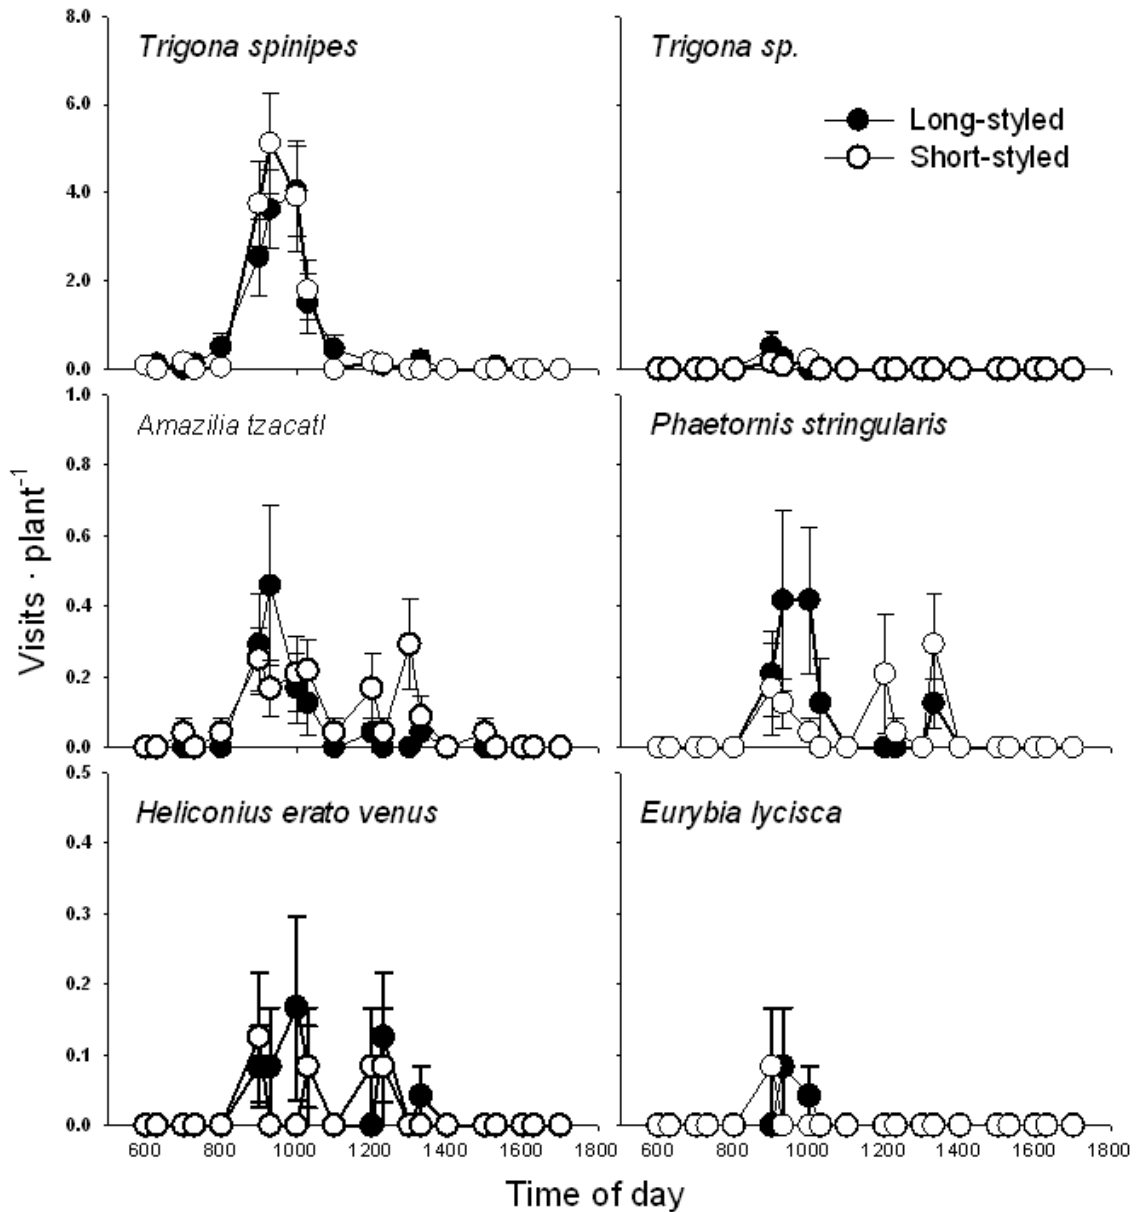 8.0
Trigona spinipes
Trigona sp.
6.0
Long-styled
Short-styled
4.0
2.0
0.0
1.0
Amazilia tzacatl
Phaetornis stringularis
0.8
0.6
Visits · plant-1
0.4
0.2
0.0
0.5
Heliconius erato venus
Eurybia lycisca
0.4
0.3
0.2
0.1
0.0
600 800 1000 1200 1400 1600 1800
600 800 1000 1200 1400 1600 1800
Time of day